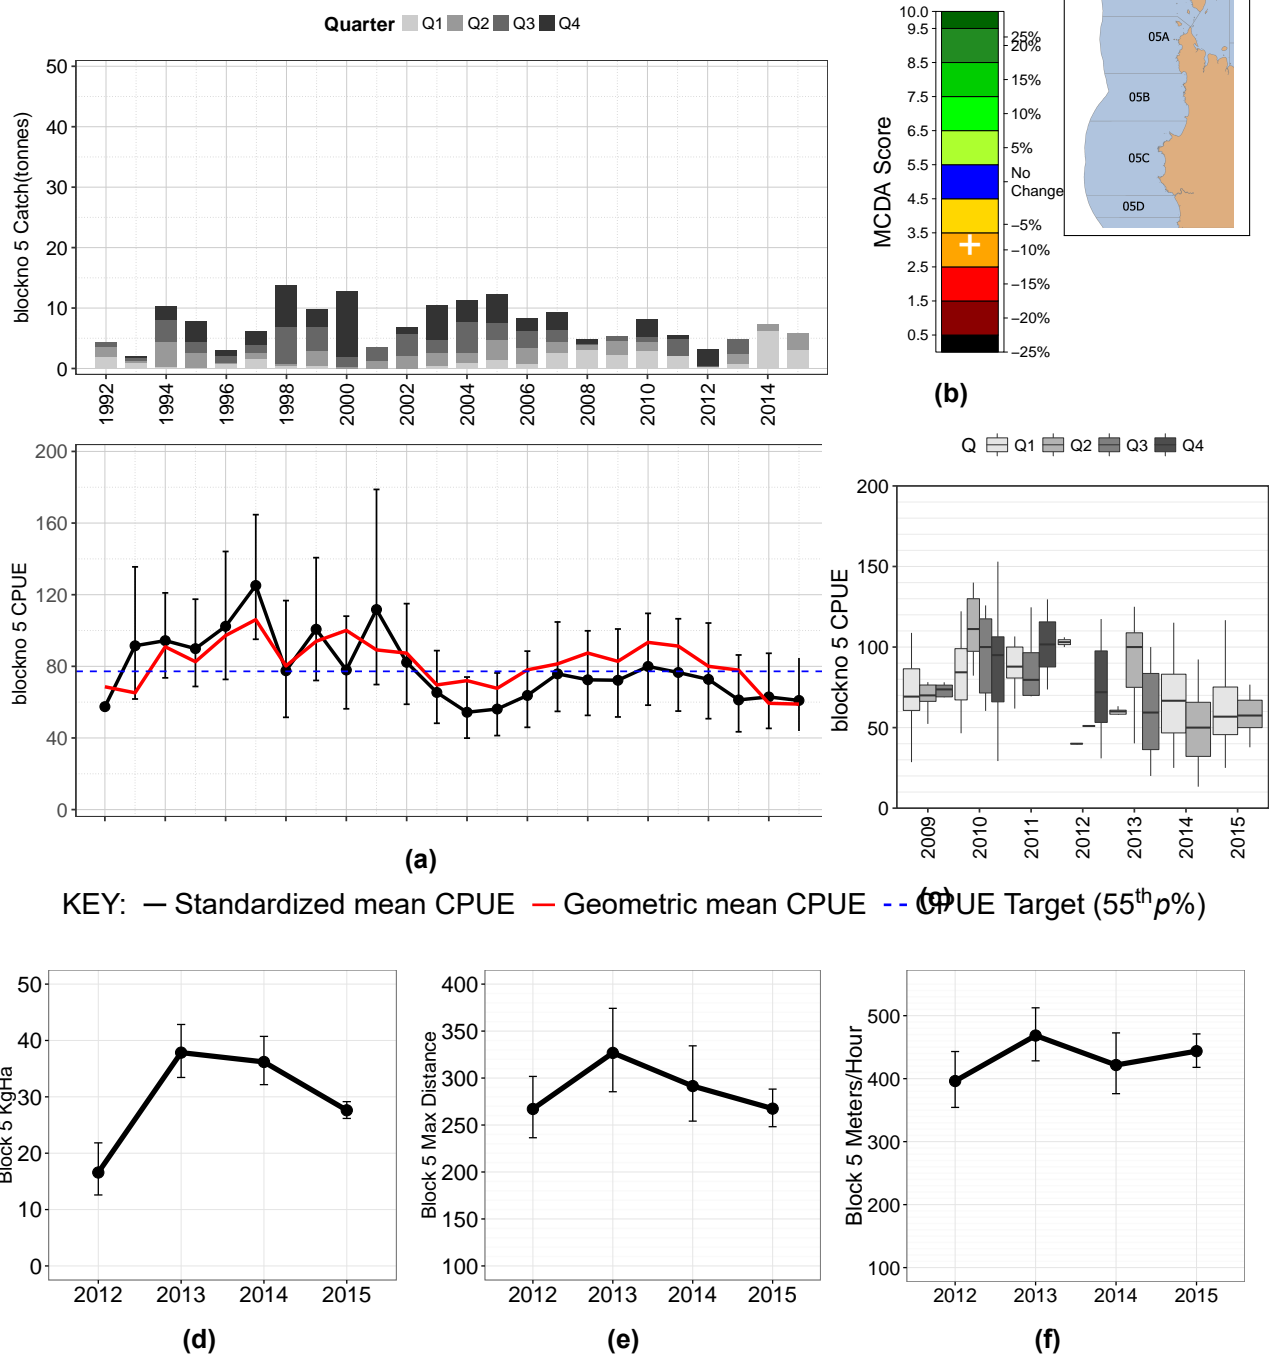 Quarter Q1 Q2 Q3 Q4
blockno 5 Catch(tonnes)
50
40
30
20
10
0
1992 1994 1996 1998 2000 2002 2004 2006 2008 2010 2012 2014
MCDA Score
10.0
9.5
8.5
7.5
6.5
5.5
4.5
3.5
2.5
1.5
0.5
25%
20%
15%
10%
5%
No
Change
−5%
−10%
−15%
−20%
−25%
(b)
05A
05B
05C
05D
blockno 5 CPUE
200
160
120
80
40
0
(a)
Q Q1 Q2 Q3 Q4
blockno 5 CPUE
200
150
100
50
0
2009 2010 2011 2012 2013 2014 2015
(c)
KEY: Standardized mean CPUE Geometric mean CPUE CPUE Target (55th p%)
Block 5 KgHa
50
40
30
20
10
0
2012 2013 2014 2015
(d)
Block 5 Max Distance
400
350
300
250
200
150
100
2012 2013 2014 2015
(e)
Block 5 Meters/Hour
500
400
300
200
100
2012 2013 2014 2015
(f)